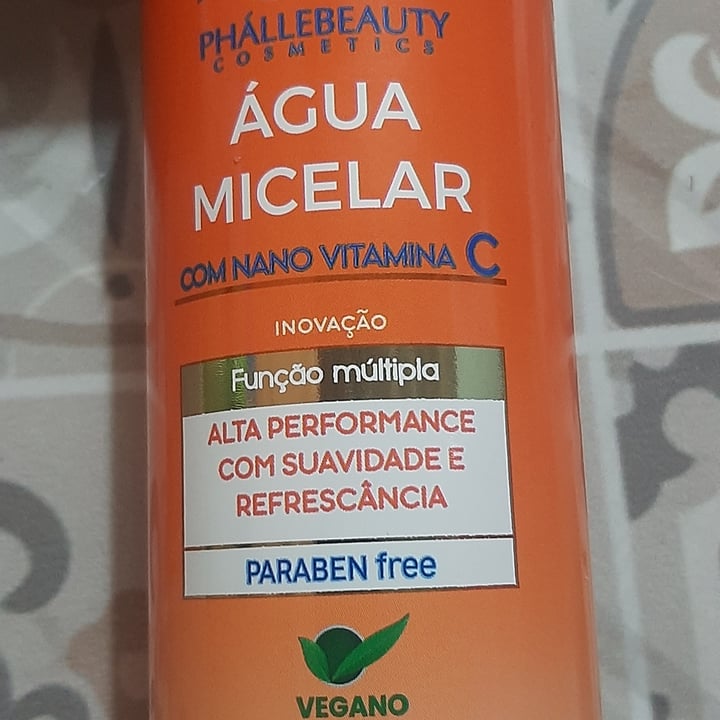 PHÁLLEBEAUTY
COSMETICS
ÁGUA
MICELAR
COM NANO VITAMINA C
INOVAÇÃO
Função múltipla
ALTA PERFORMANCE
COM SUAVIDADE E
REFRESCÂNCIA
PARABEN free
VEGANO